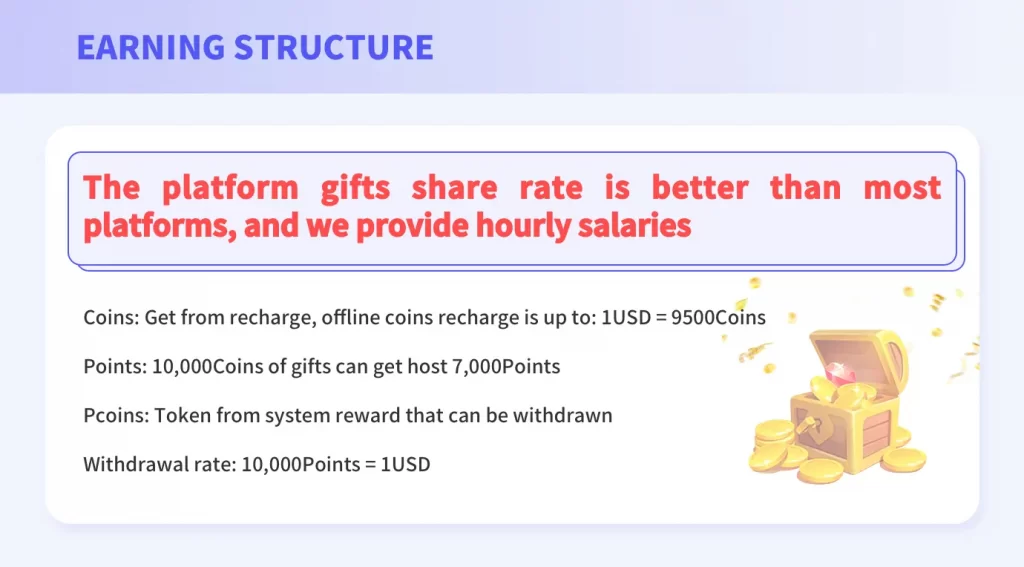 EARNING STRUCTURE
The platform gifts share rate is better than most
platforms, and we provide hourly salaries
Coins: Get from recharge, offline coins recharge is up to: 1USD = 9500Coins
Points: 10,000Coins of gifts can get host 7,000Points
Pcoins: Token from system reward that can be withdrawn
Withdrawal rate: 10,000Points = 1USD